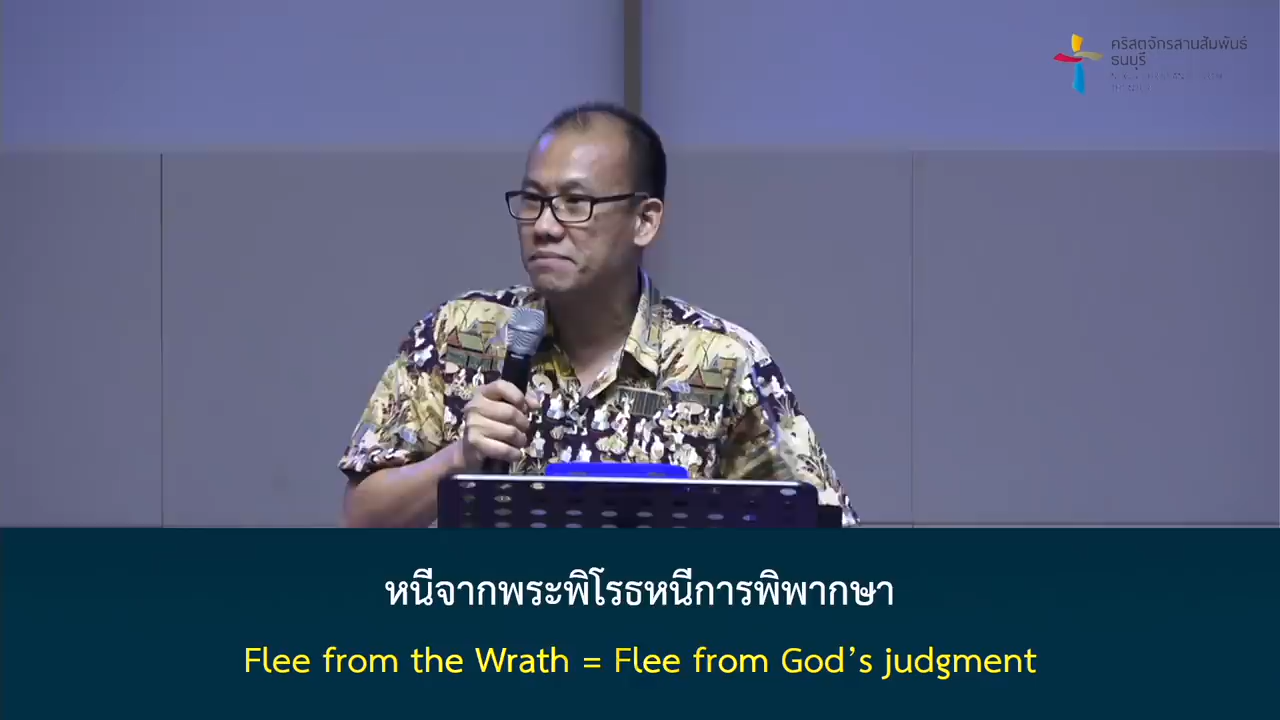 คริสตจักรสานสัมพันธ์
ธนบุรี
หนีจากพระพิโรธหนีการพิพากษา
Flee from the Wrath = Flee from God’s judgment